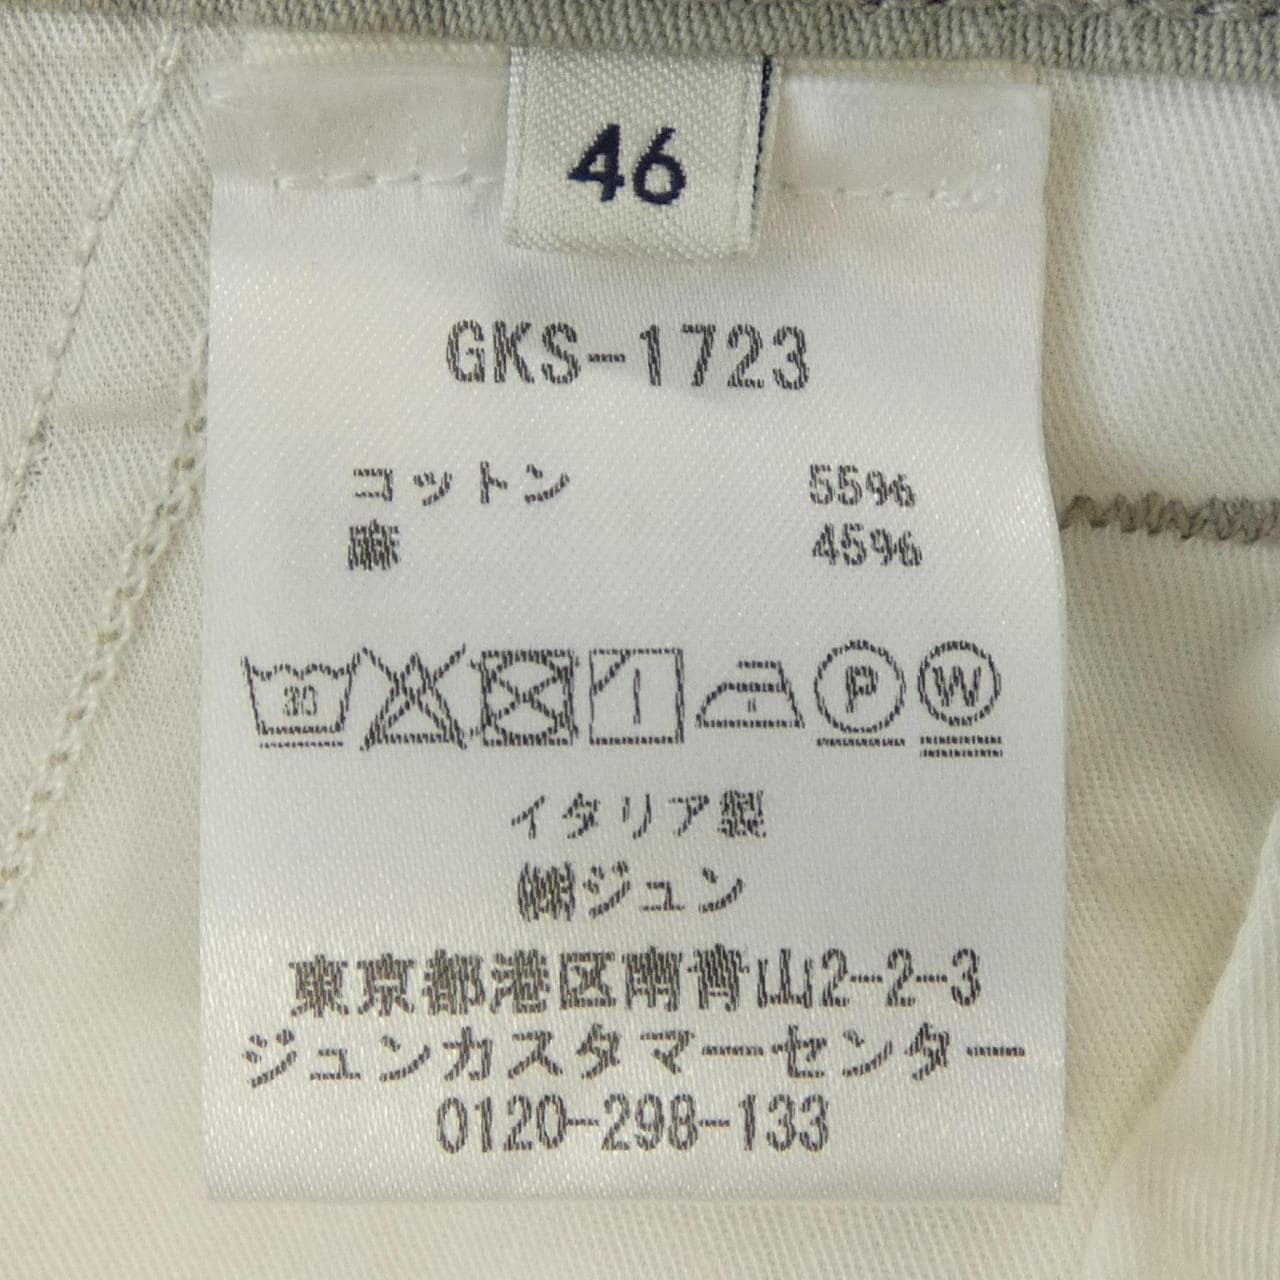 46
GKS-1723
コットン 55%
麻 45%
30 P W
イタリア製
㈱ジュン
東京都港区南青山2-2-3
ジュンカスタマーセンター
0120-298-133